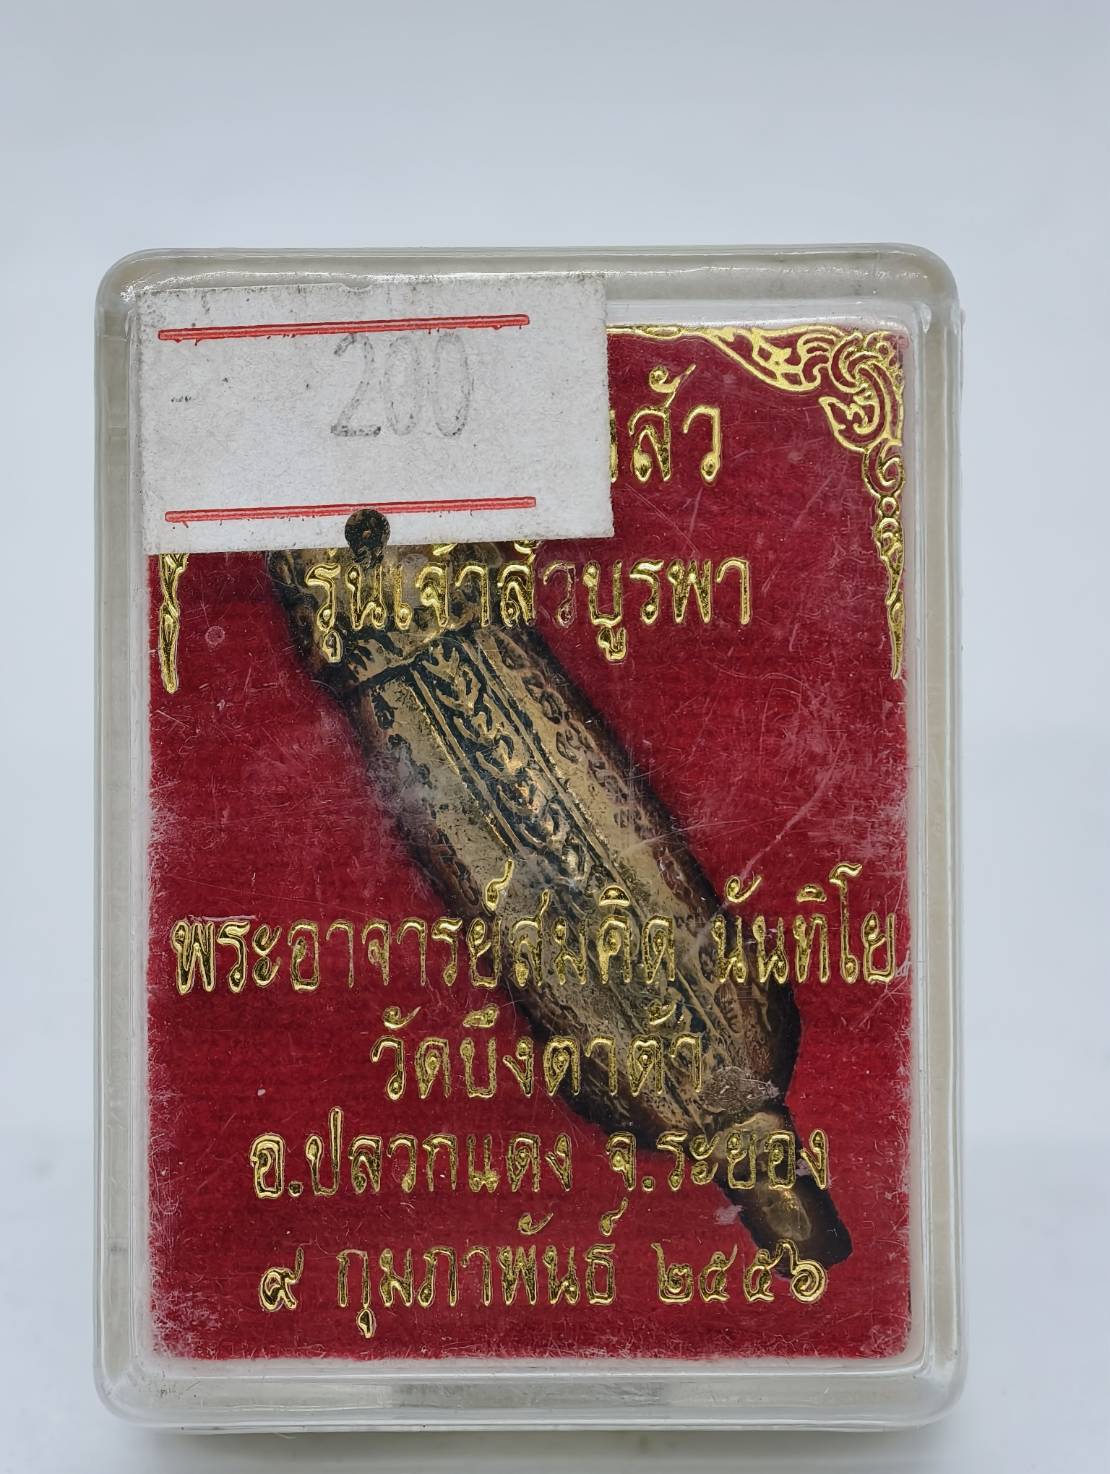 200
สัว
รุ่นเจ้าสัวบูรพา
พระอาจารย์สมคิด นันทิโย
วัดบึงตาต้า
อ.ปลวกแดง จ.ระยอง
๙ กุมภาพันธ์ ๒๕๕๖